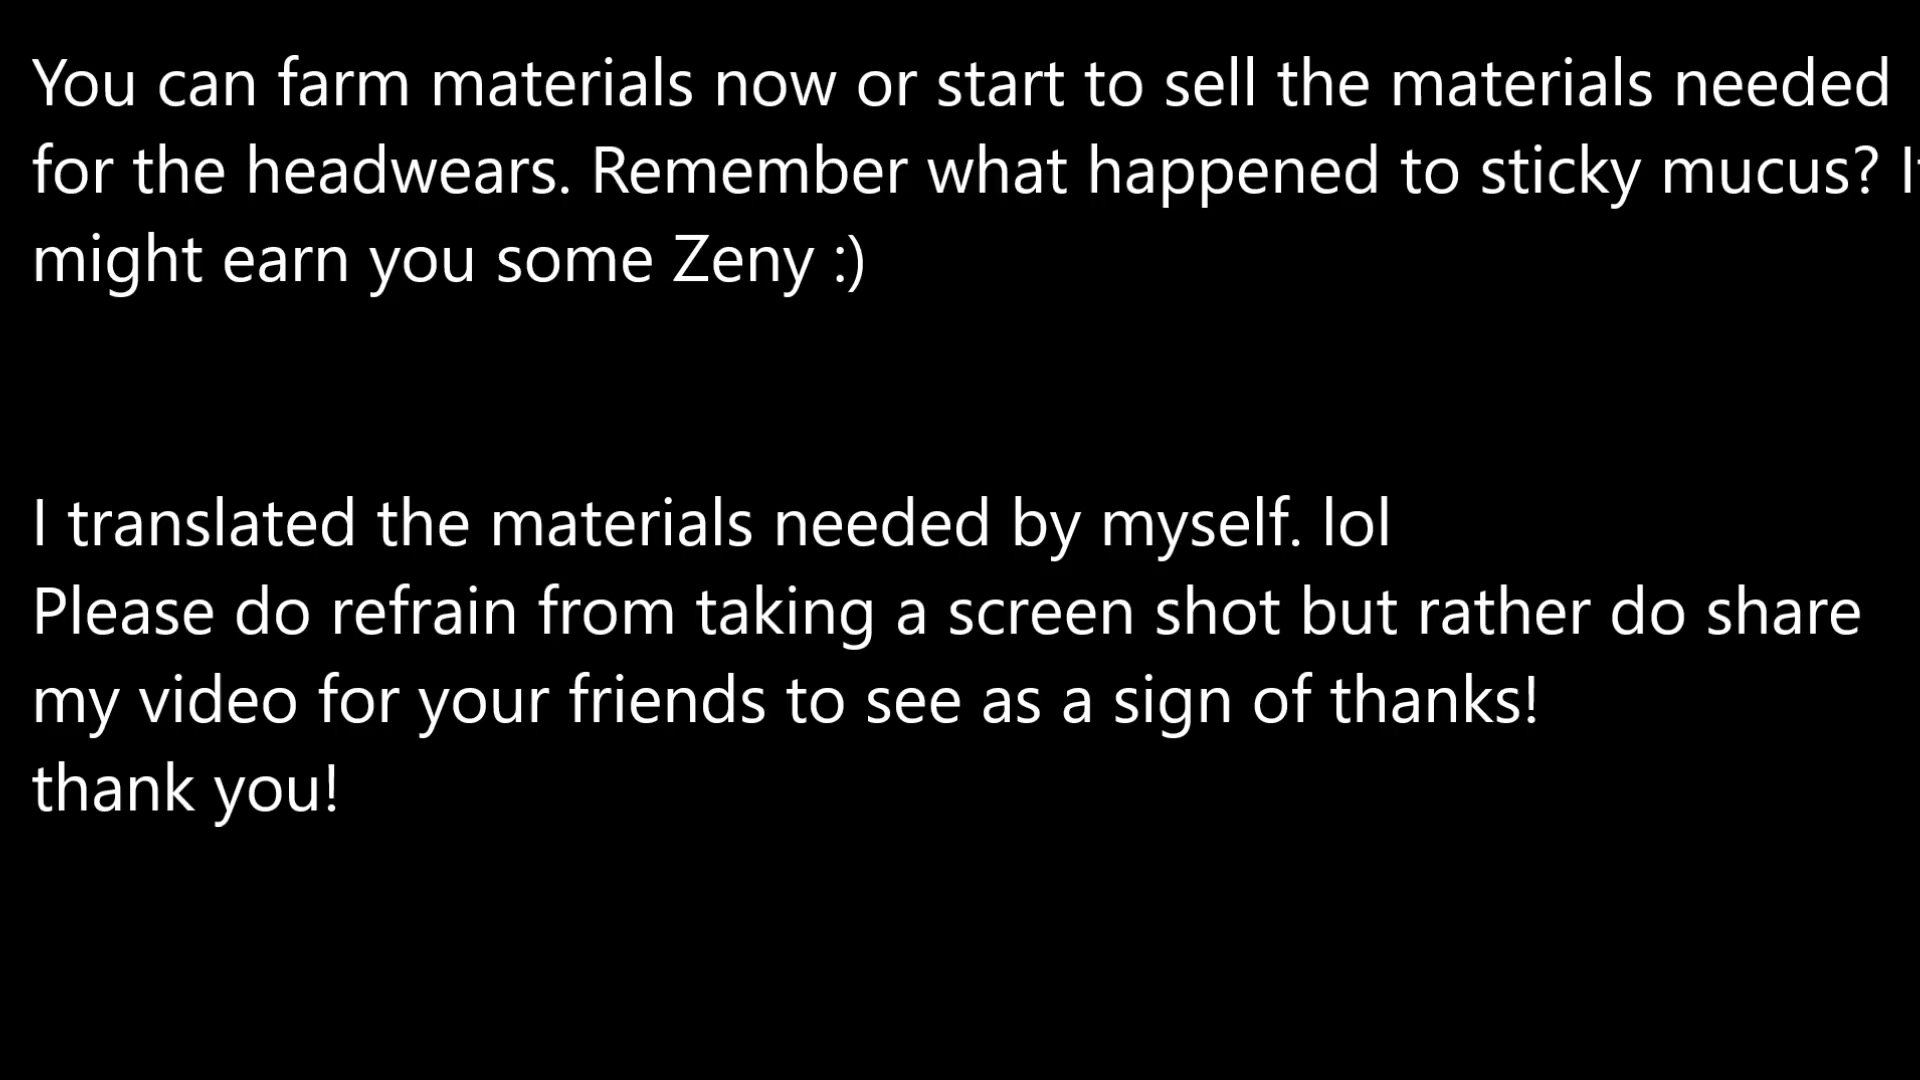 You can farm materials now or start to sell the materials needed
for the headwears. Remember what happened to sticky mucus? It
might earn you some Zeny :)
I translated the materials needed by myself. lol
Please do refrain from taking a screen shot but rather do share
my video for your friends to see as a sign of thanks!
thank you!